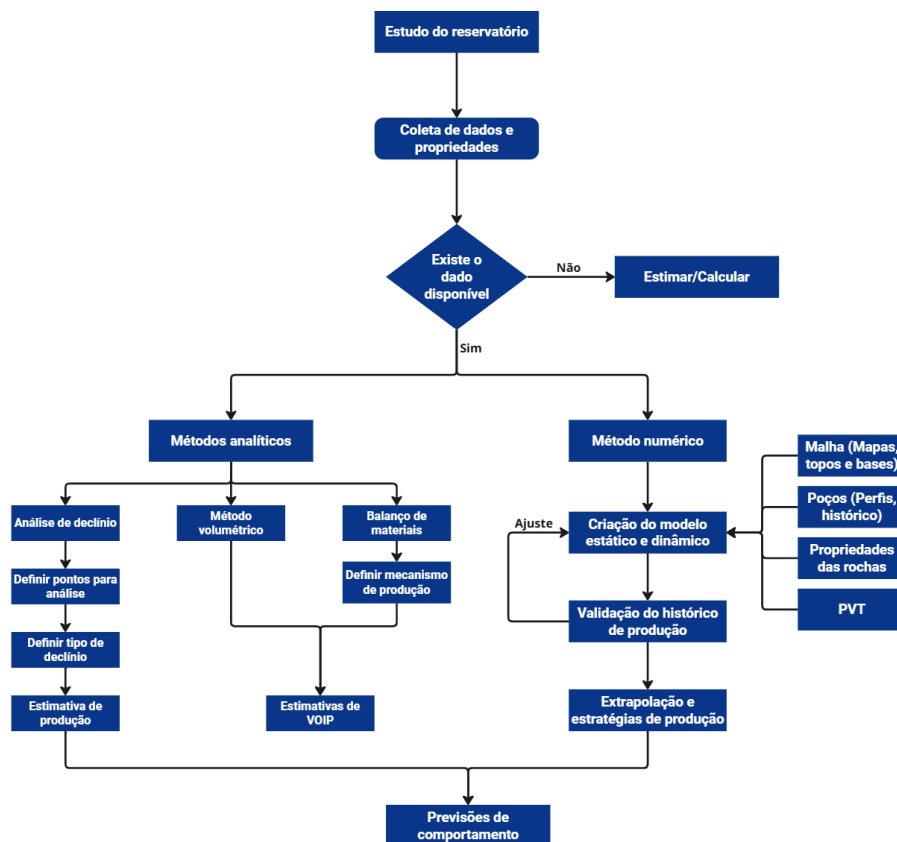 Estudo do reservatório
Coleta de dados e
propriedades
Existe o
dado
disponível
Não
Estimar/Calcular
Sim
Métodos analíticos
Método numérico
Análise de declínio
Método
volumétrico
Balanço de
materiais
Definir pontos para
análise
Definir mecanismo
de produção
Definir tipo de
declínio
Estimativa de
produção
Estimativas de
VOIP
Ajuste
Criação do modelo
estático e dinâmico
Malha (Mapas,
topos e bases)
Poços (Perfis,
histórico)
Propriedades
das rochas
PVT
Validação do histórico
de produção
Extrapolação e
estratégias de produção
Previsões de
comportamento